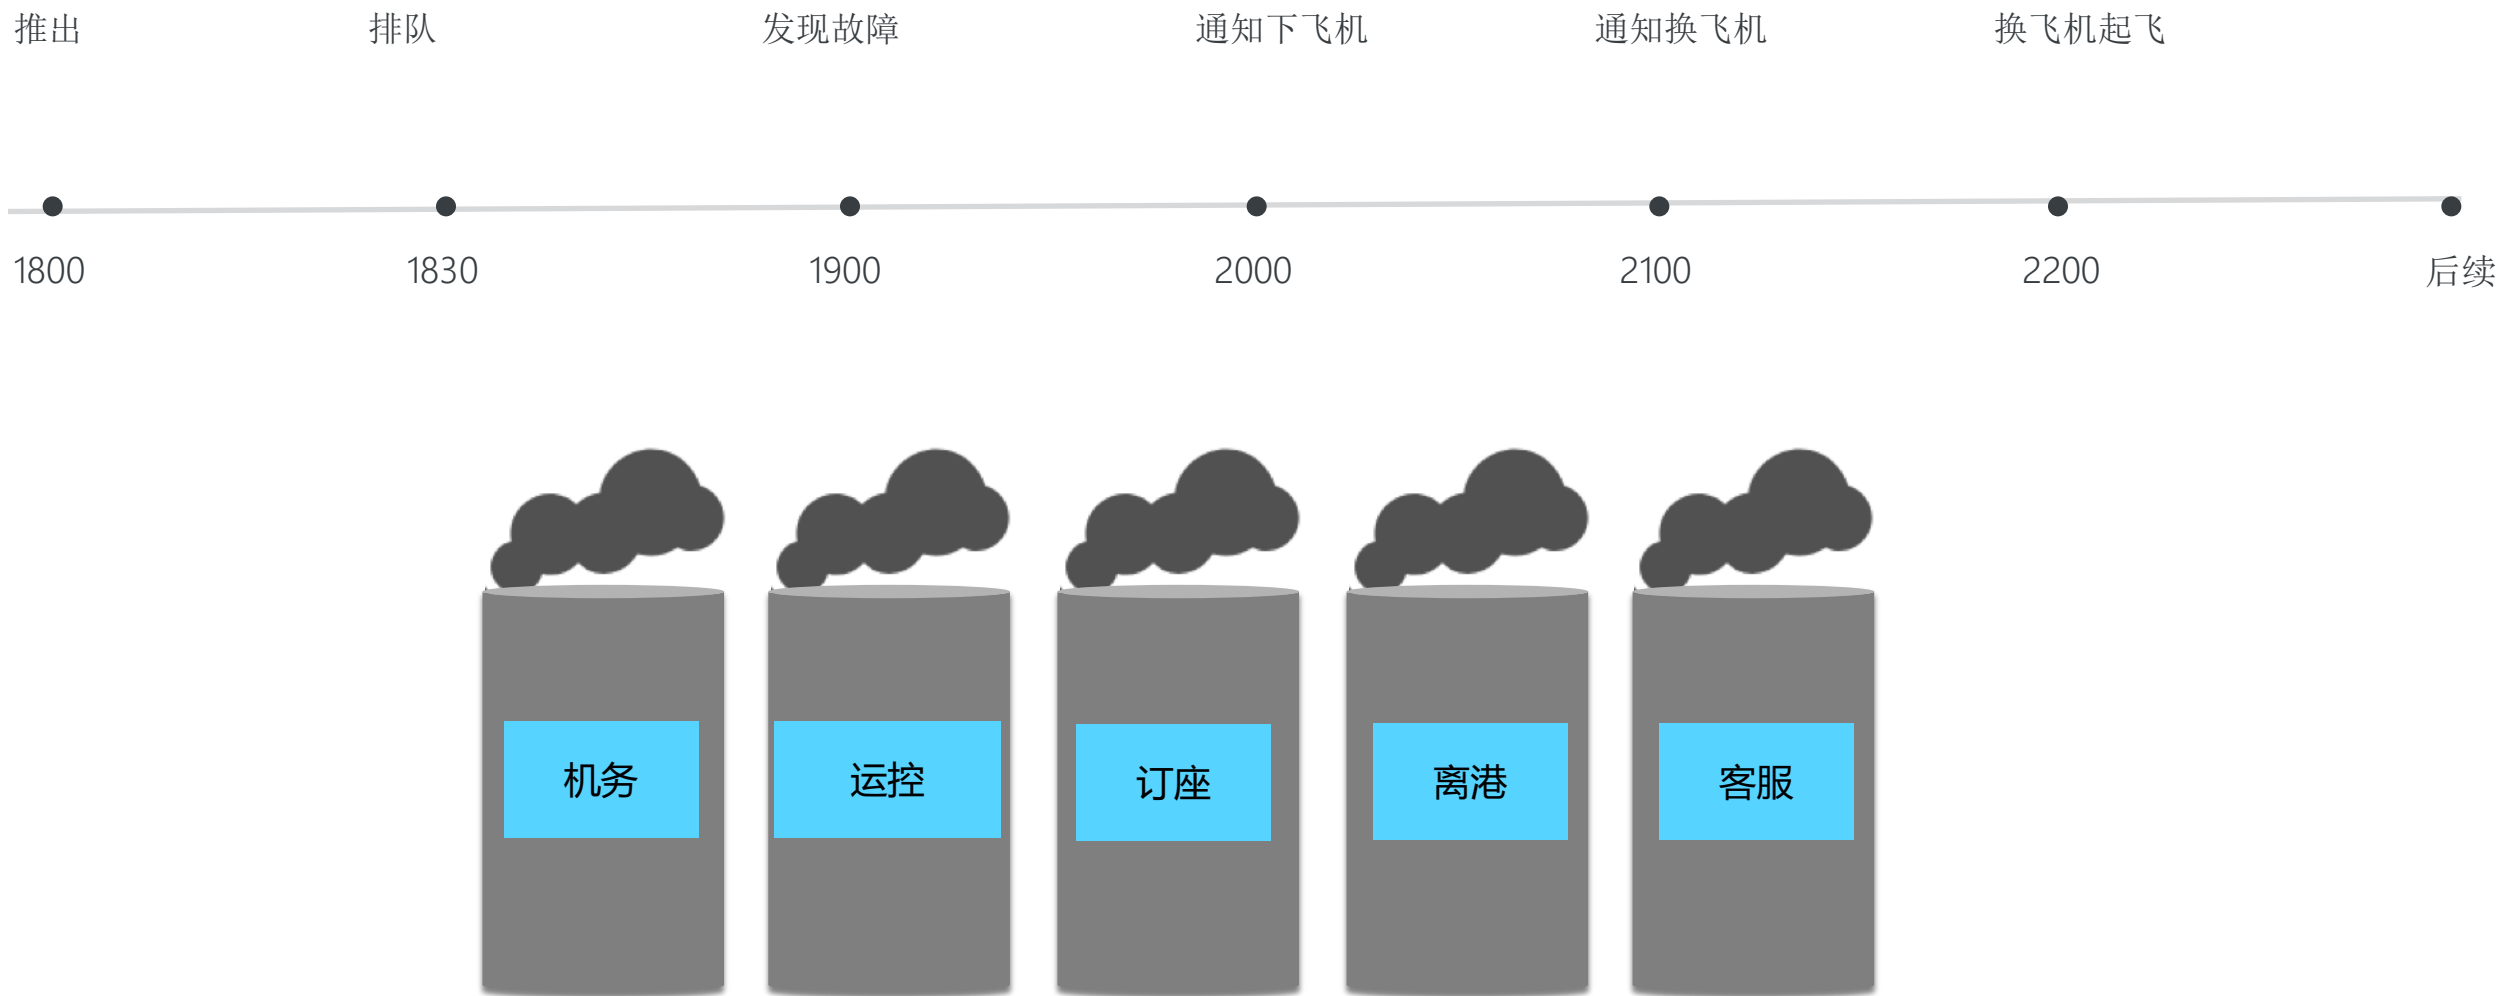 推出
排队
发现故障
通知下飞机
通知换飞机
换飞机起飞
1800
1830
1900
2000
2100
2200
后续
机务
运控
订座
离港
客服